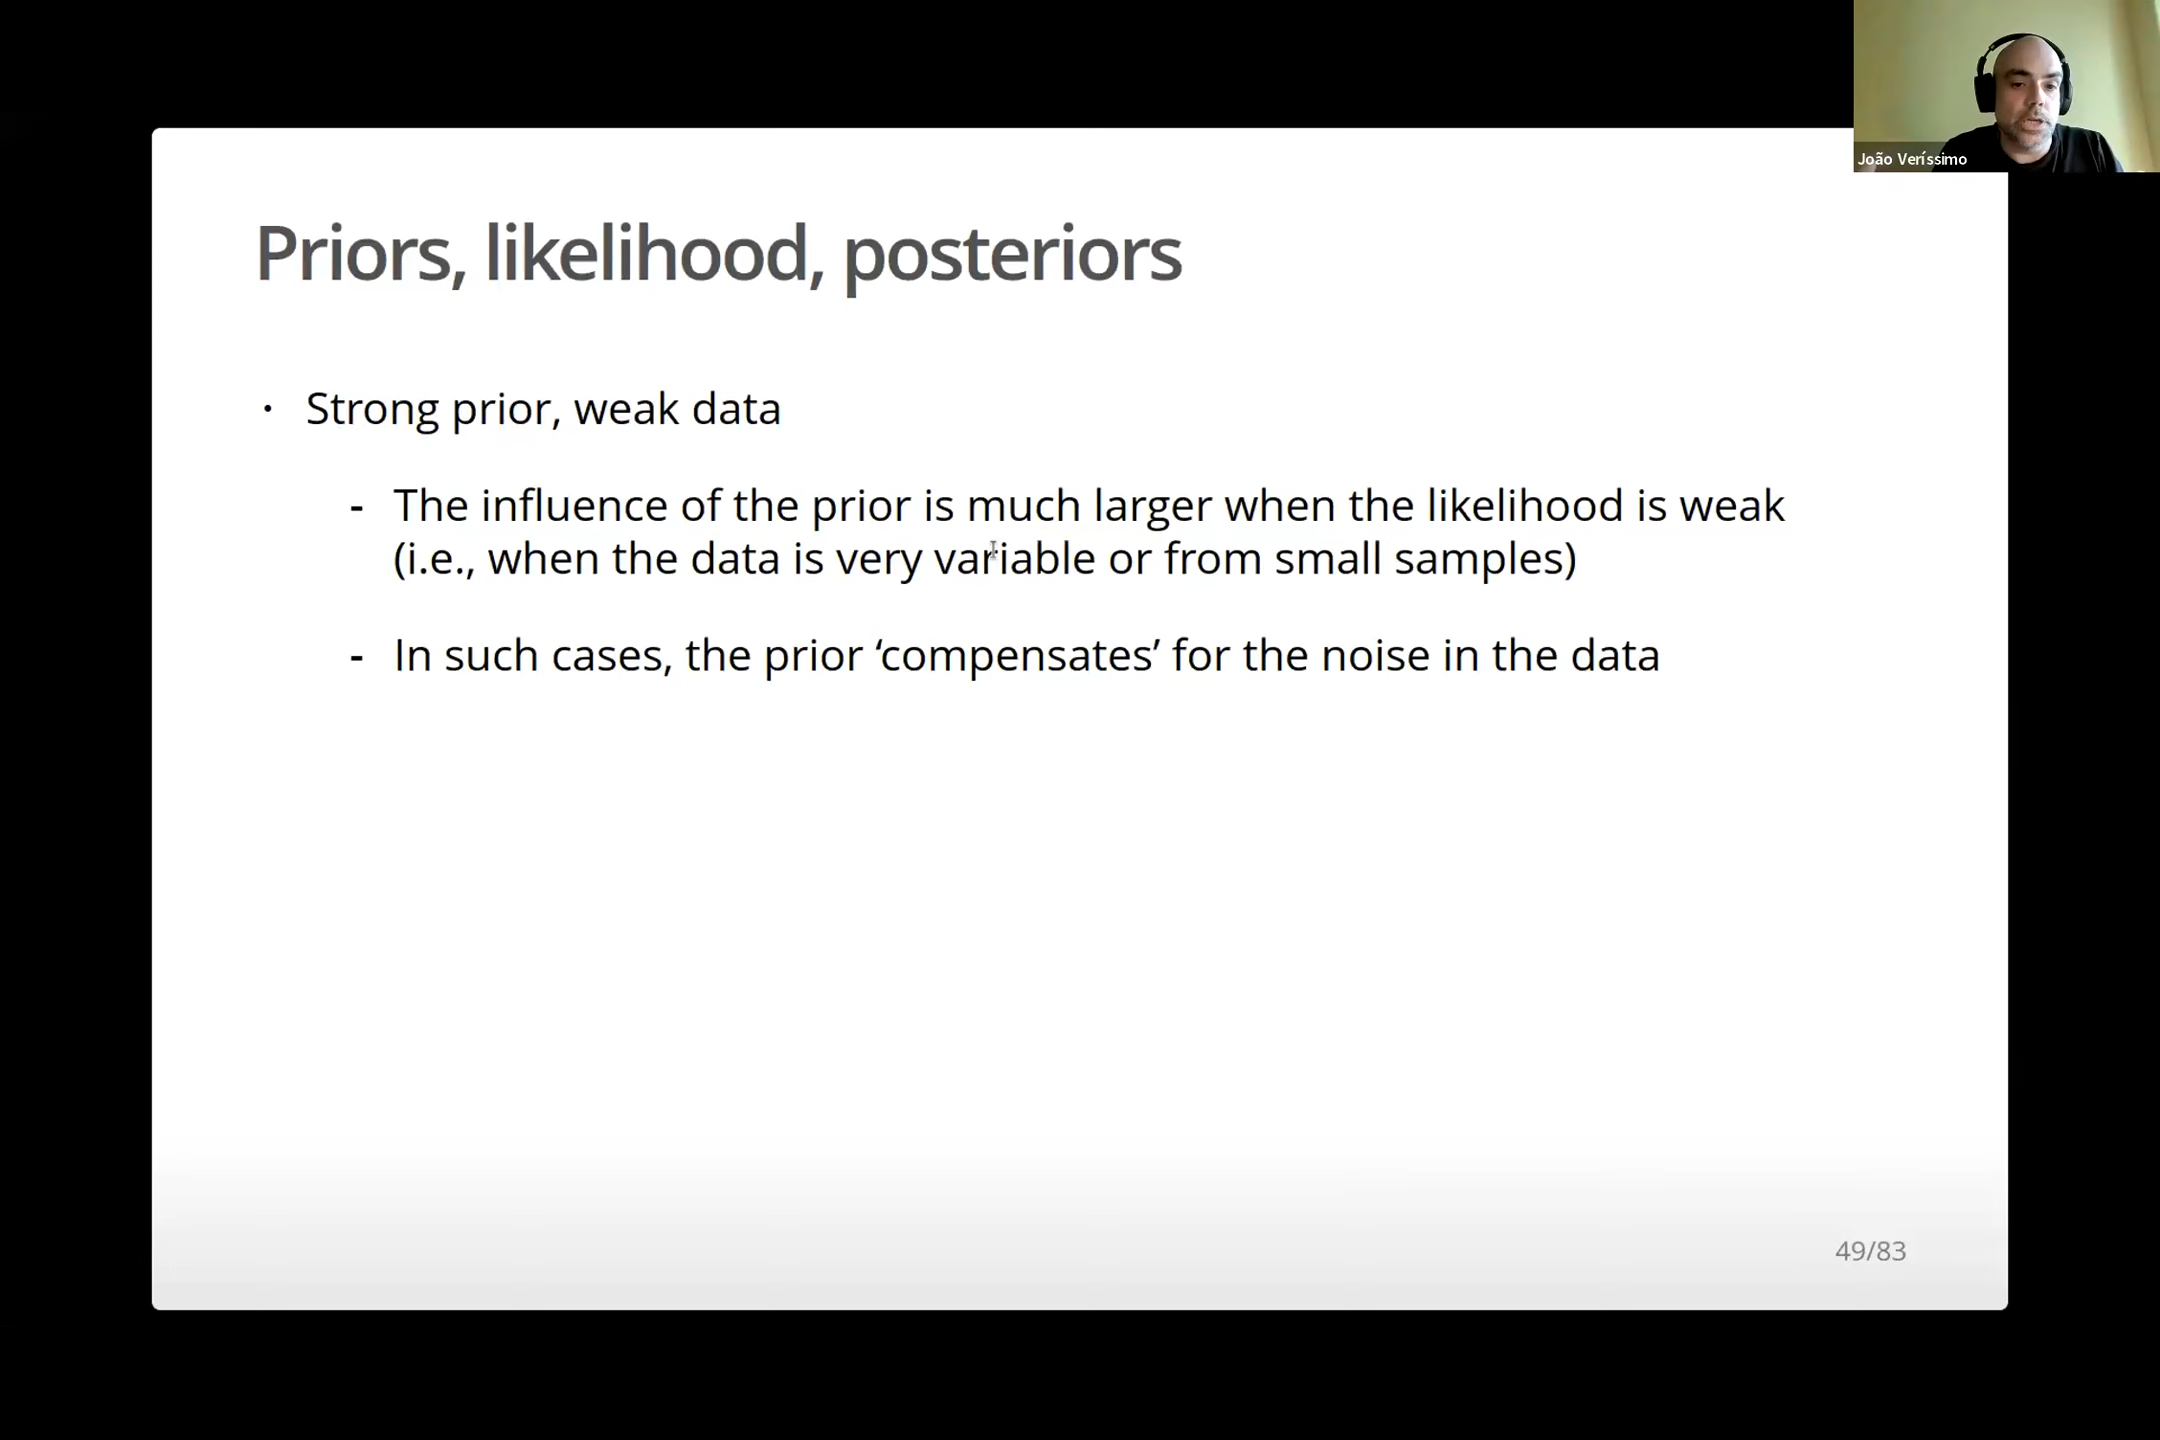 João Veríssimo
Priors, likelihood, posteriors
• Strong prior, weak data
- The influence of the prior is much larger when the likelihood is weak
(i.e., when the data is very variable or from small samples)
- In such cases, the prior ‘compensates’ for the noise in the data
49/83